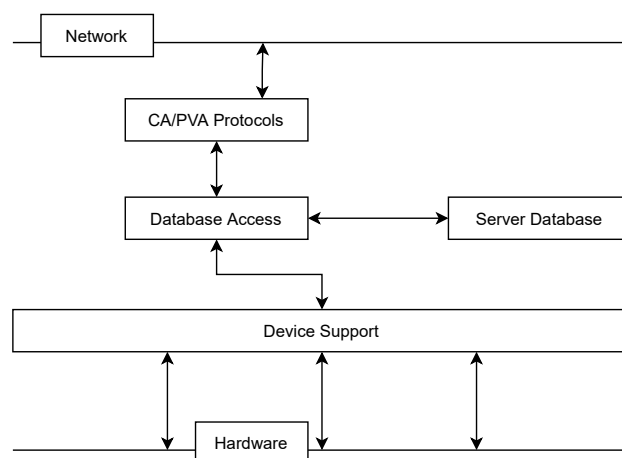 Network
CA/PVA Protocols
Database Access
Server Database
Device Support
Hardware